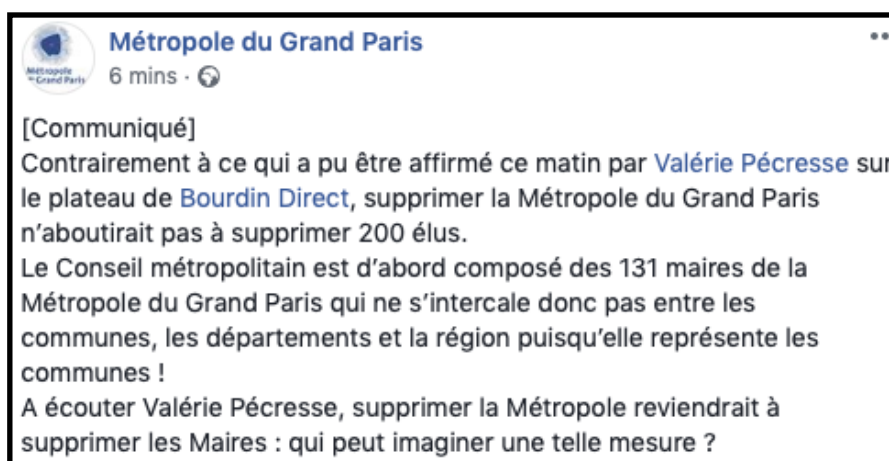 Métropole du Grand Paris
6 mins ·
Métropole
du Grand Paris
[Communiqué]
Contrairement à ce qui a pu être affirmé ce matin par Valérie Pécresse sur
le plateau de Bourdin Direct, supprimer la Métropole du Grand Paris
n’aboutirait pas à supprimer 200 élus.
Le Conseil métropolitain est d’abord composé des 131 maires de la
Métropole du Grand Paris qui ne s’intercale donc pas entre les
communes, les départements et la région puisqu’elle représente les
communes !
A écouter Valérie Pécresse, supprimer la Métropole reviendrait à
supprimer les Maires : qui peut imaginer une telle mesure ?